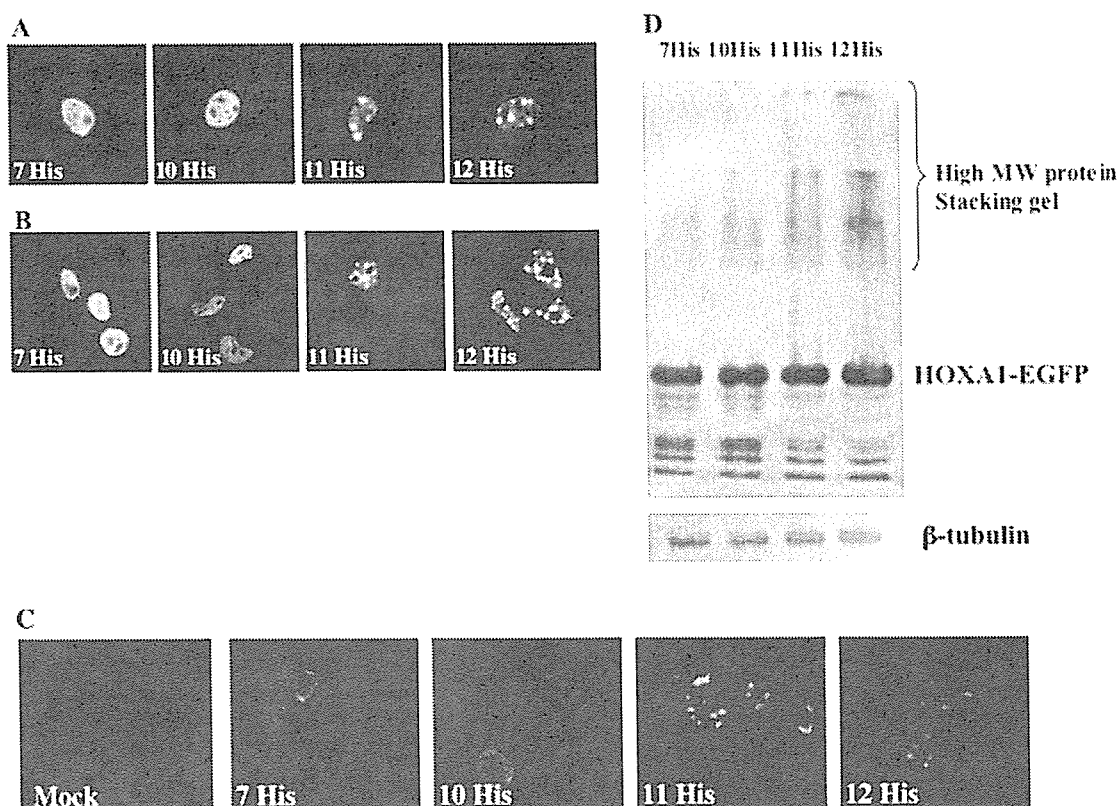 A
7 His
10 His
11 His
12 His
B
7 His
10 His
11 His
12 His
D
7His 10His 11His 12His
High MW protein
Stacking gel
HOXA1-EGFP
β-tubulin
C
Mock
7 His
10 His
11 His
12 His